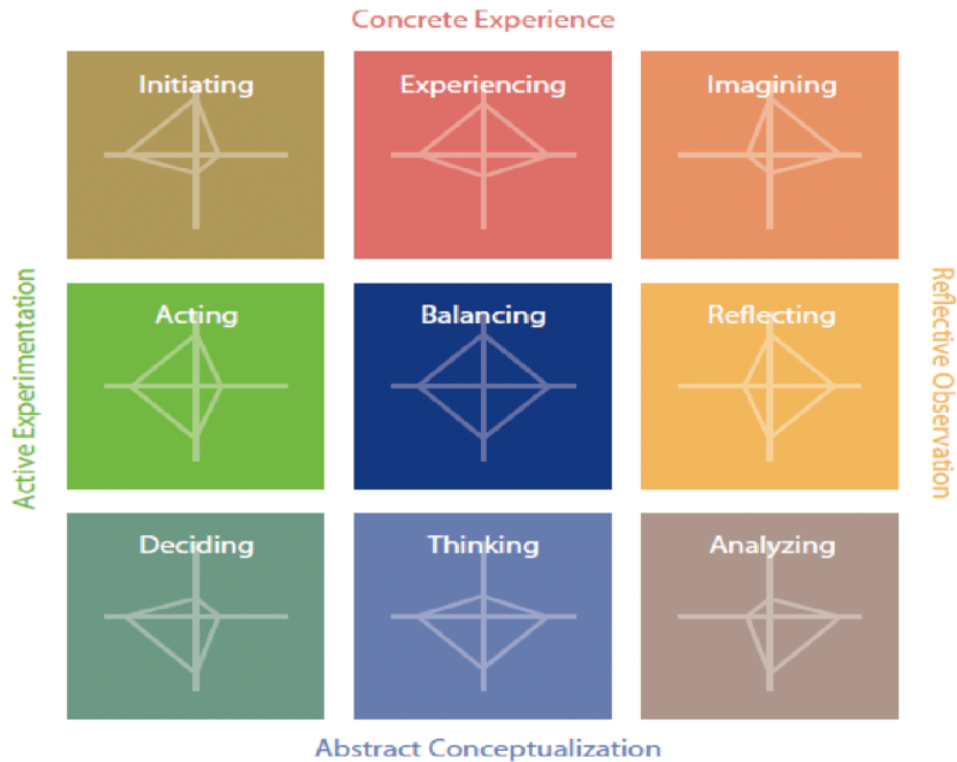 Concrete Experience
Initiating
Experiencing
Imagining
Active Experimentation
Acting
Balancing
Reflecting
Reflective Observation
Deciding
Thinking
Analyzing
Abstract Conceptualization